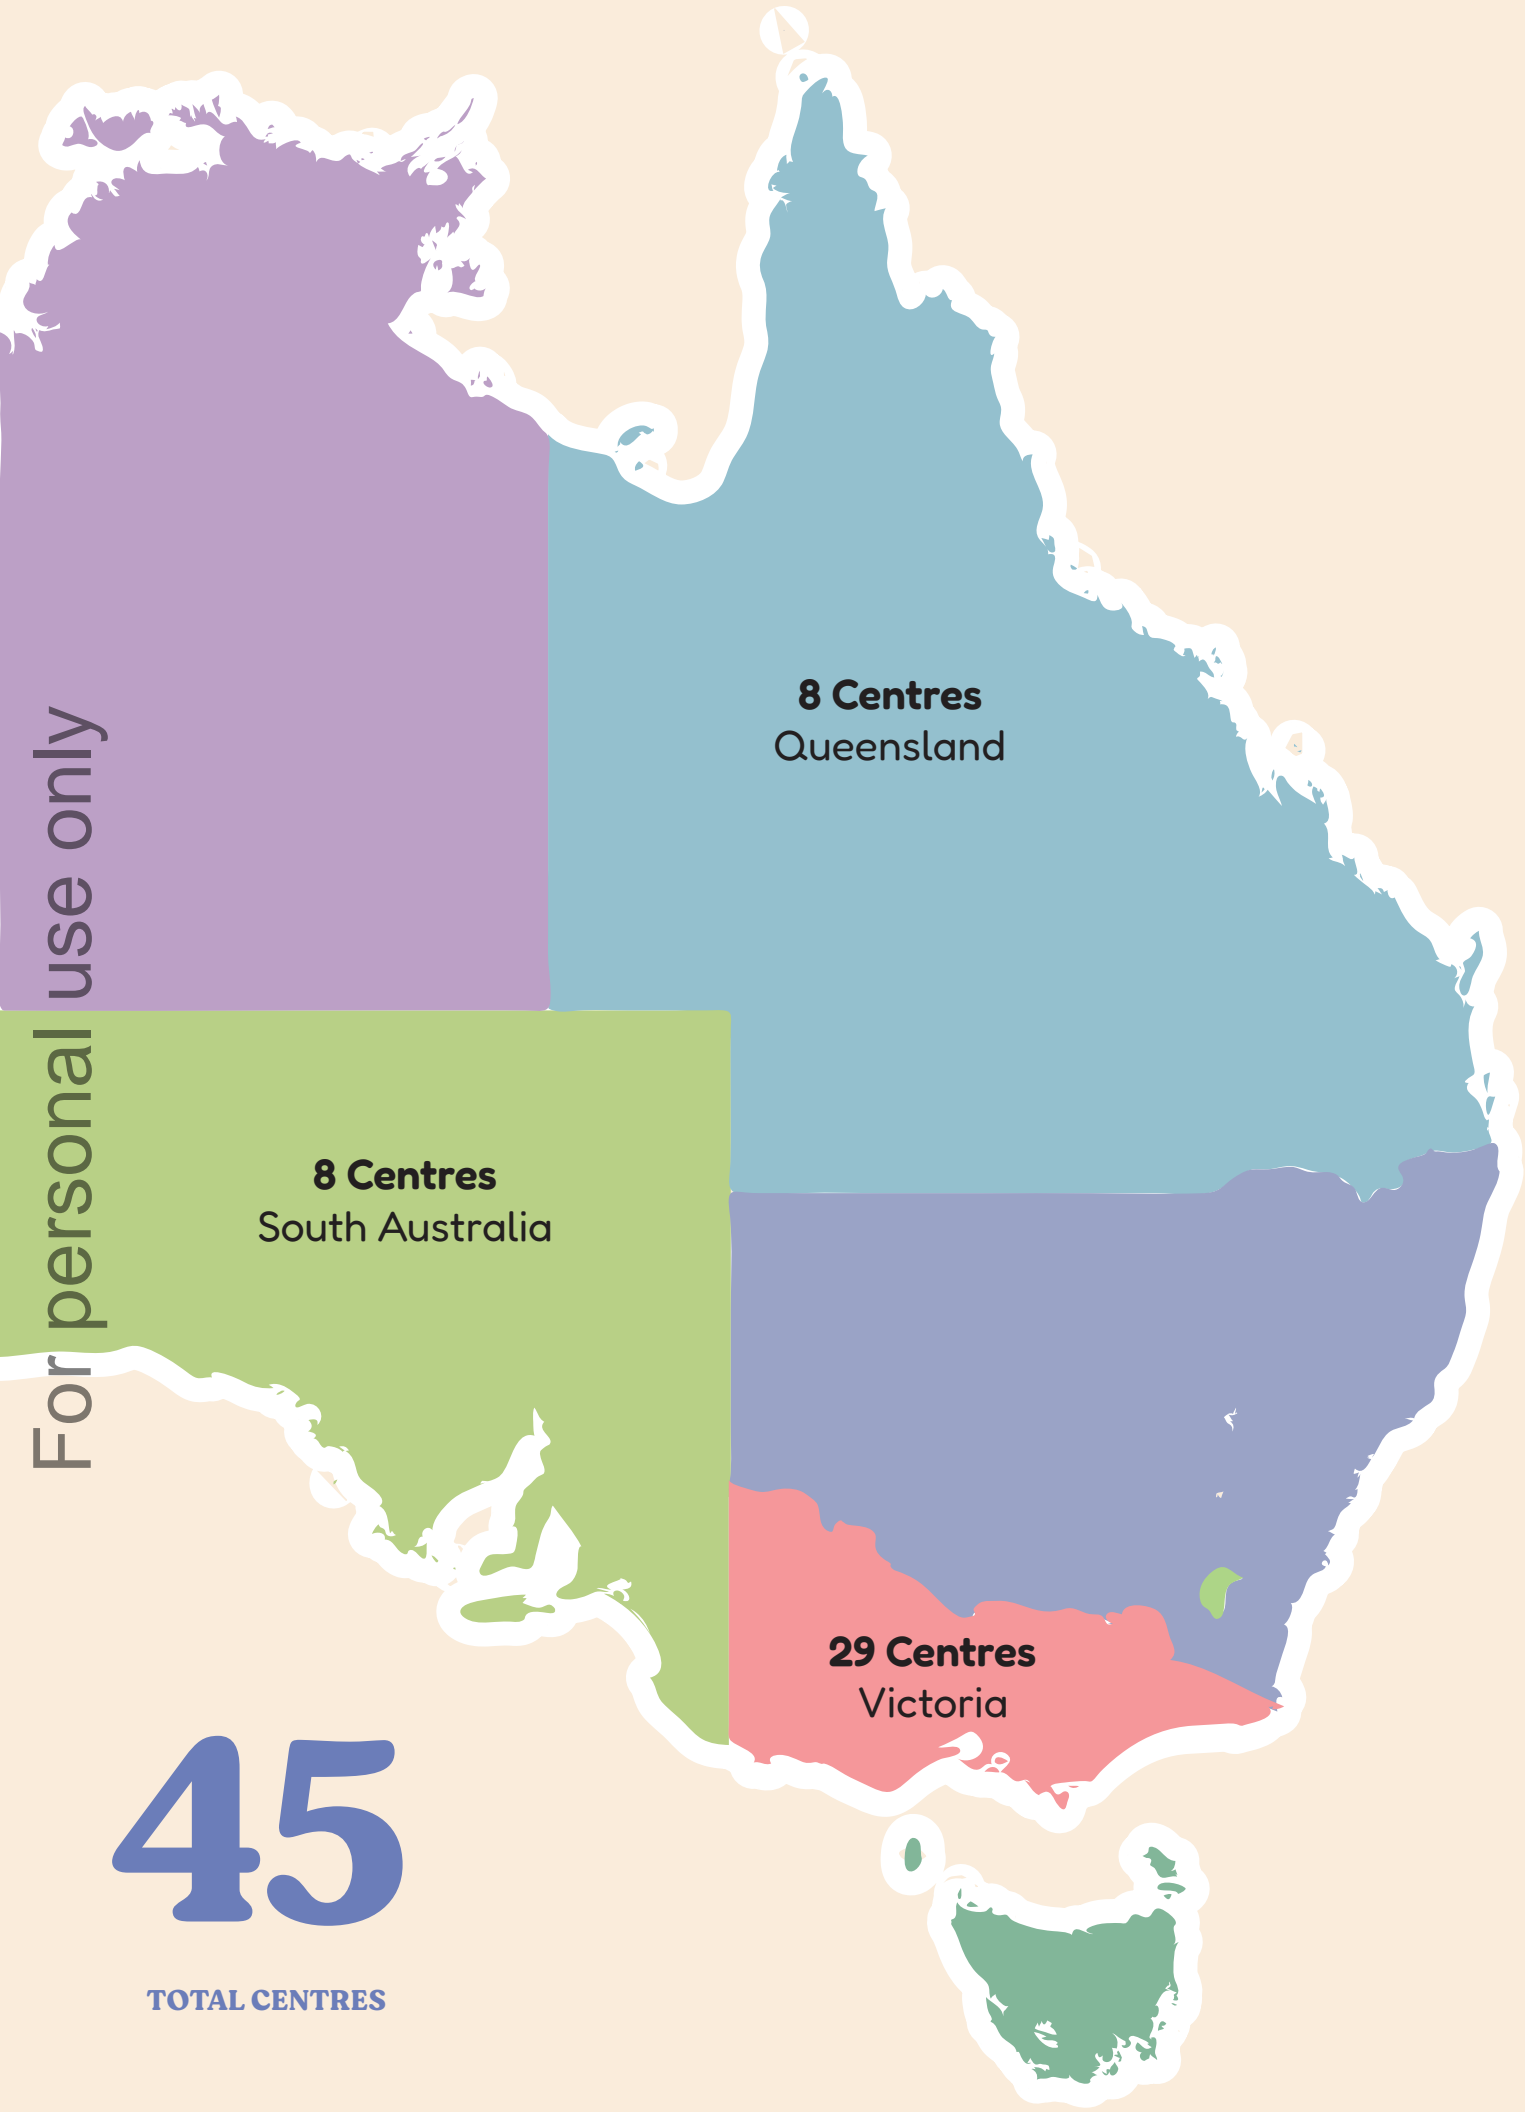 8 Centres
Queensland
For personal use only
8 Centres
South Australia
29 Centres
Victoria
45
TOTAL CENTRES